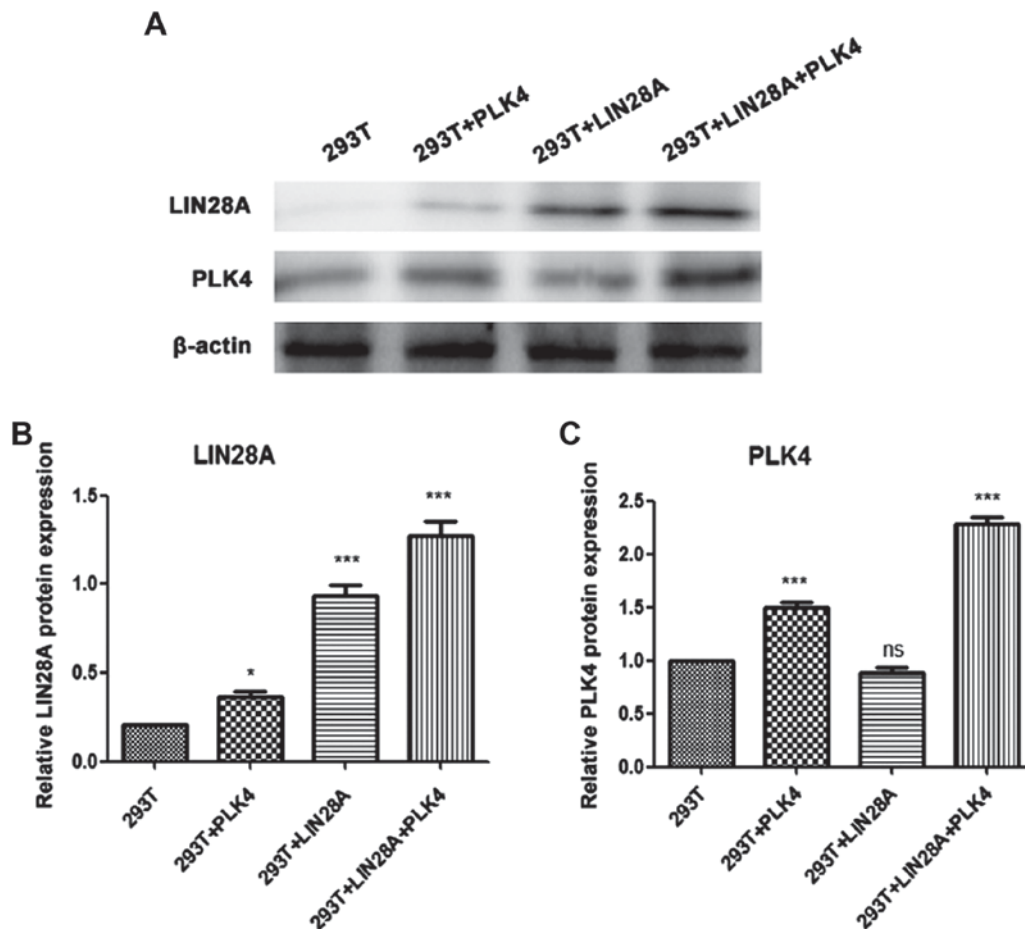 A
293T
293T+PLK4
293T+LIN28A
293T+LIN28A+PLK4
LIN28A
PLK4
β-actin
B
LIN28A
Relative LIN28A protein expression
1.5
1.0
0.5
0.0
*
***
***
293T
293T+PLK4
293T+LIN28A
293T+LIN28A+PLK4
C
PLK4
Relative PLK4 protein expression
2.5
2.0
1.5
1.0
0.5
0.0
***
ns
***
293T
293T+PLK4
293T+LIN28A
293T+LIN28A+PLK4